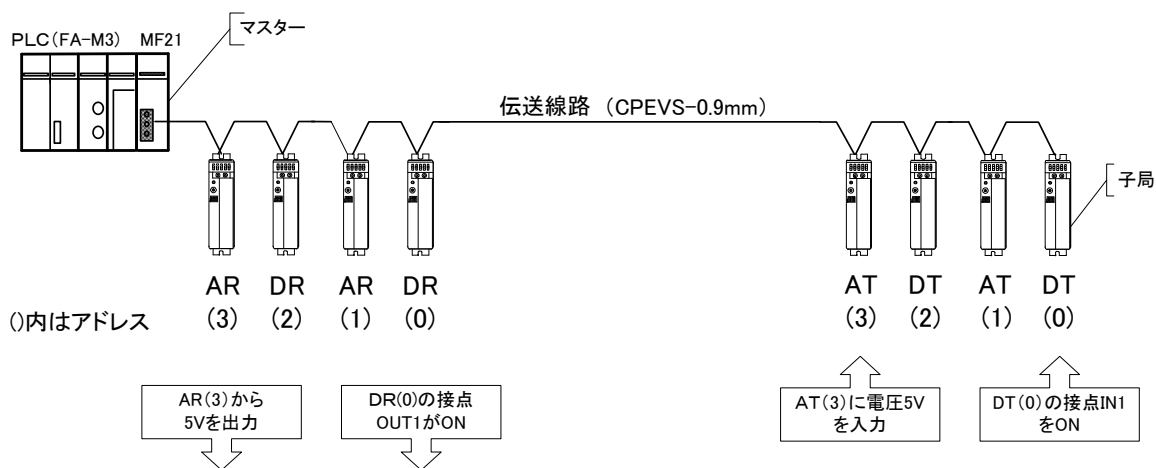 PLC(FA-M3) MF21
マスター
伝送線路 (CPEVS-0.9mm)
子局
AR DR AR DR AT DT AT DT
()内はアドレス (3) (2) (1) (0) (3) (2) (1) (0)
AR(3)から
5Vを出力
DR(0)の接点
OUT1がON
AT(3)に電圧5V
を入力
DT(0)の接点IN1
をON